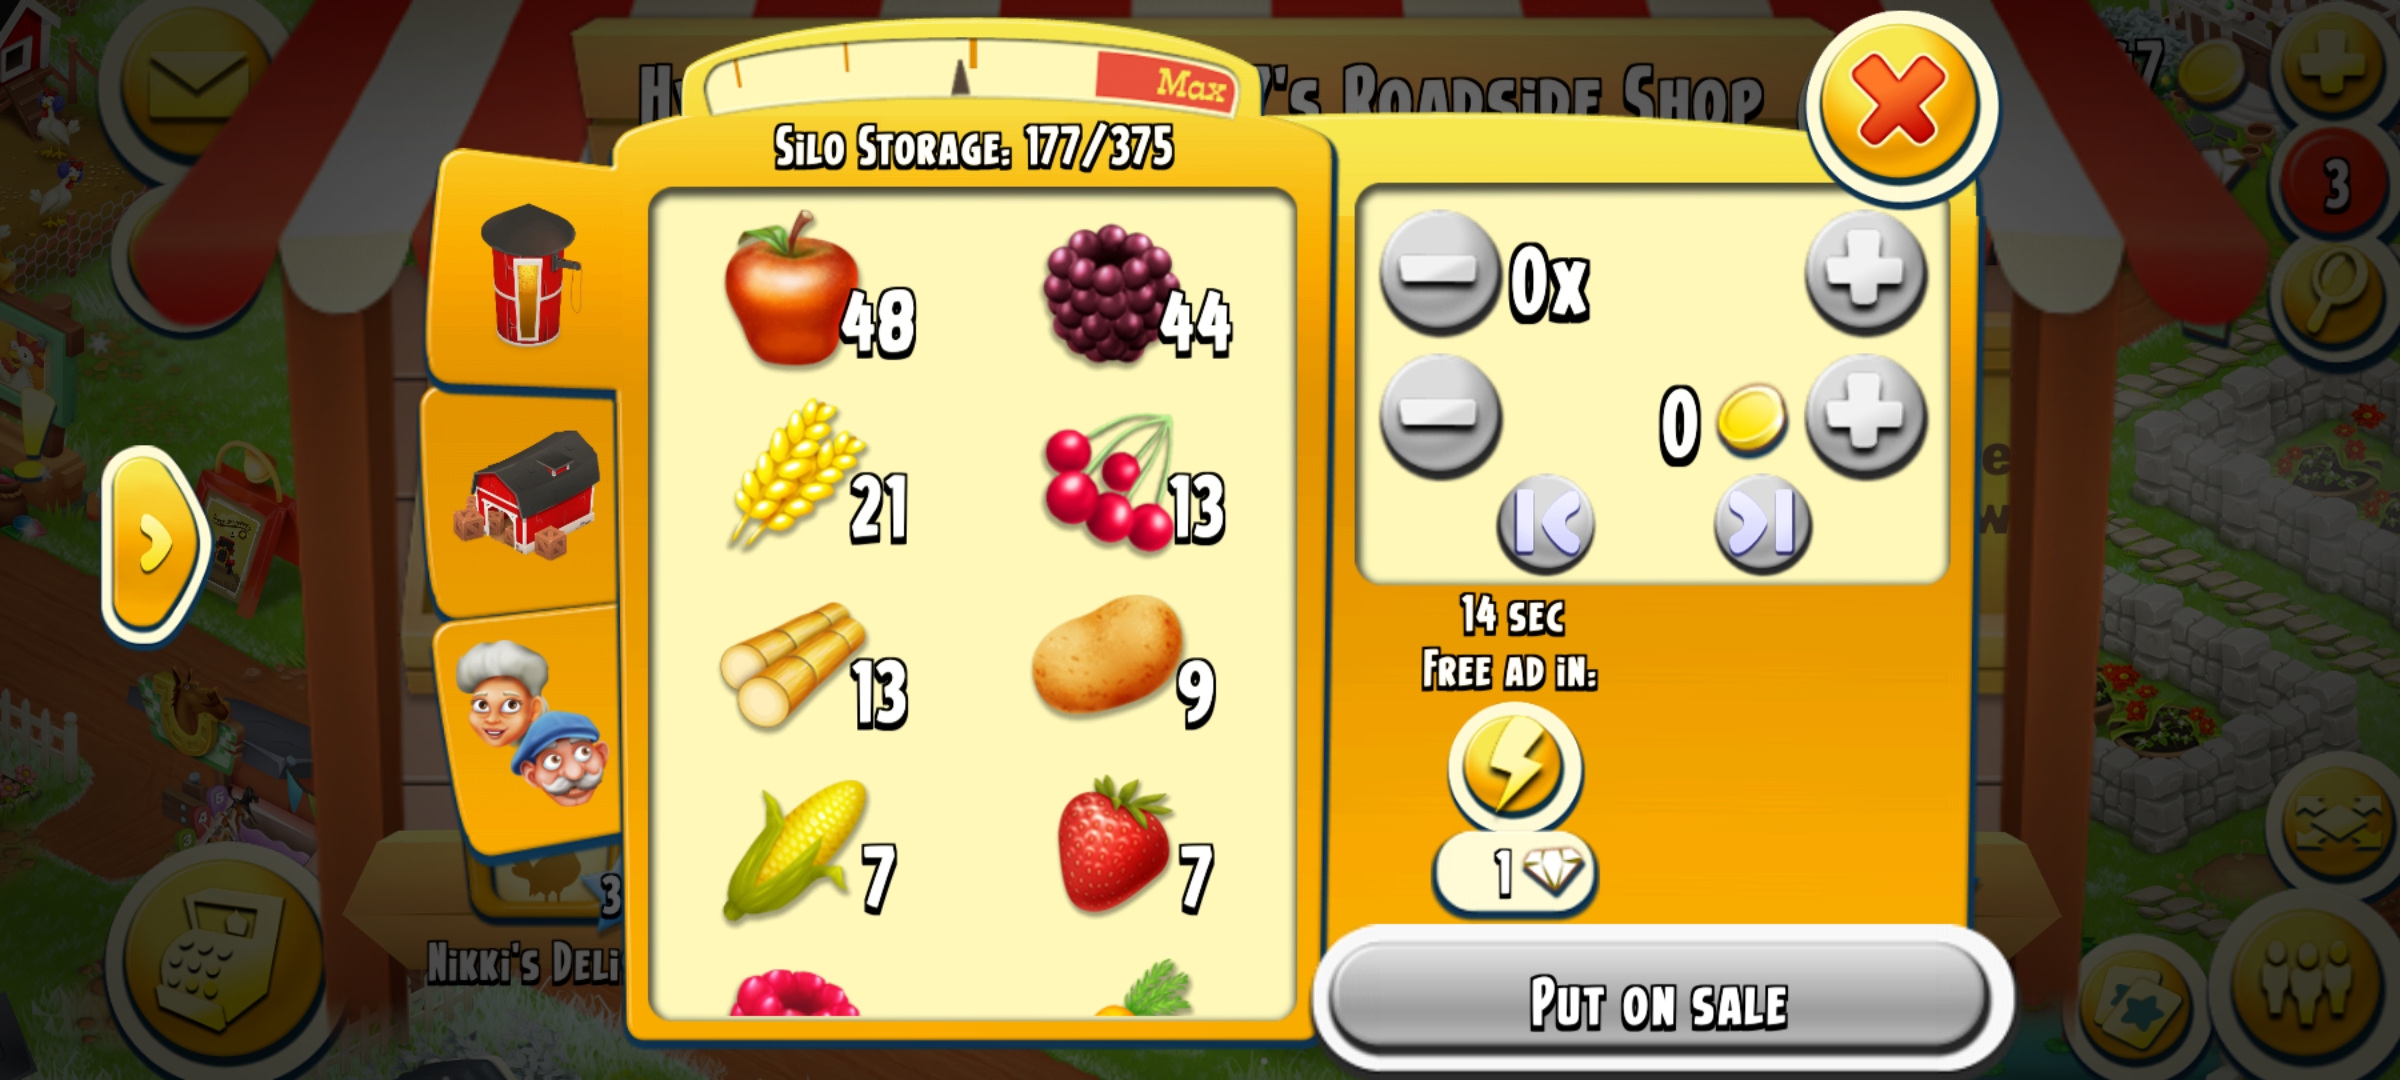 Max
's Roadside Shop
Silo Storage: 177/375
48
44
21
13
13
9
7
7
0x
0
14 sec
Free ad in:
1
Put on sale
3
Nikki's Deli
3
7